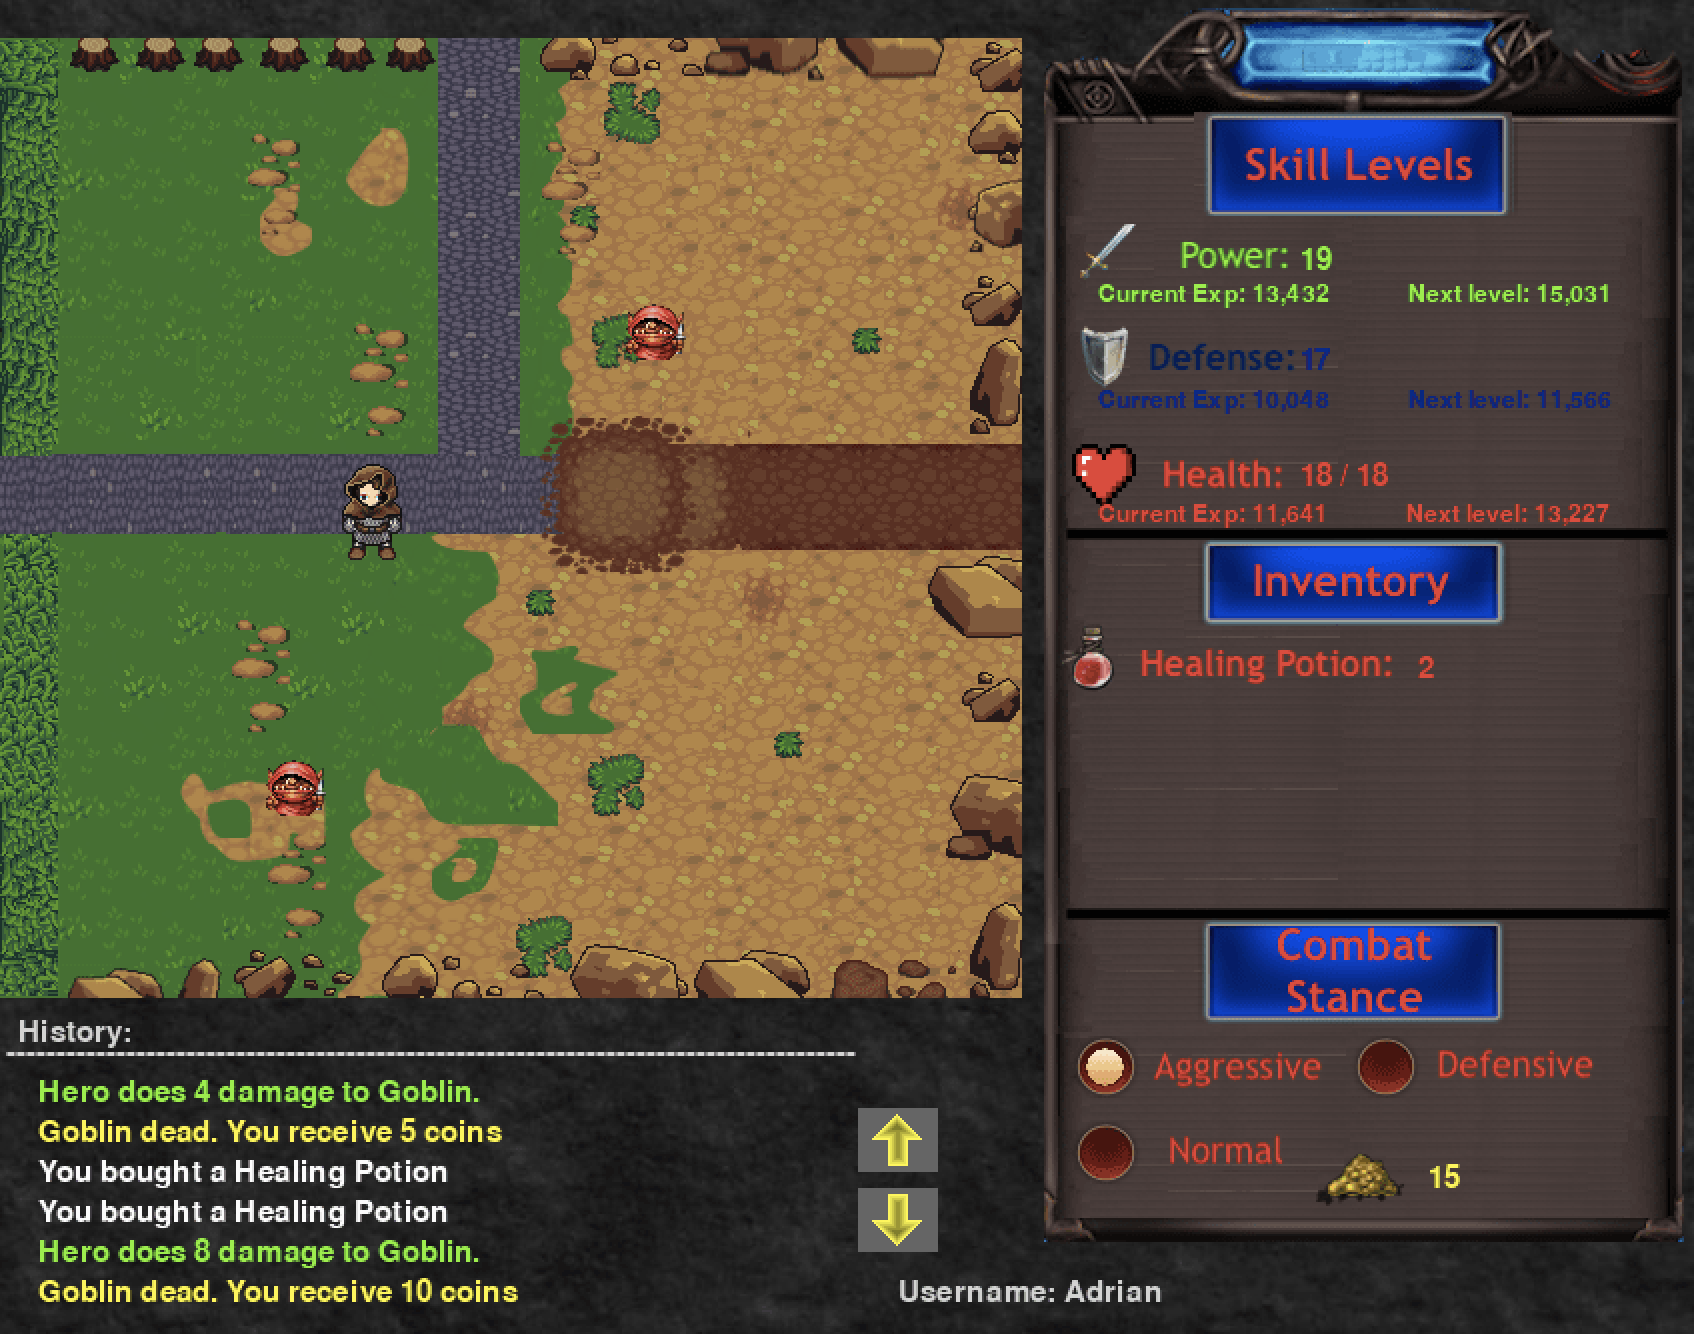 Skill Levels
Power: 19
Current Exp: 13,432 Next level: 15,031
Defense: 17
Current Exp: 10,048 Next level: 11,566
Health: 18 / 18
Current Exp: 11,641 Next level: 13,227
Inventory
Healing Potion: 2
Combat
Stance
Aggressive Defensive
Normal
15
History:
Hero does 4 damage to Goblin.
Goblin dead. You receive 5 coins
You bought a Healing Potion
You bought a Healing Potion
Hero does 8 damage to Goblin.
Goblin dead. You receive 10 coins
Username: Adrian